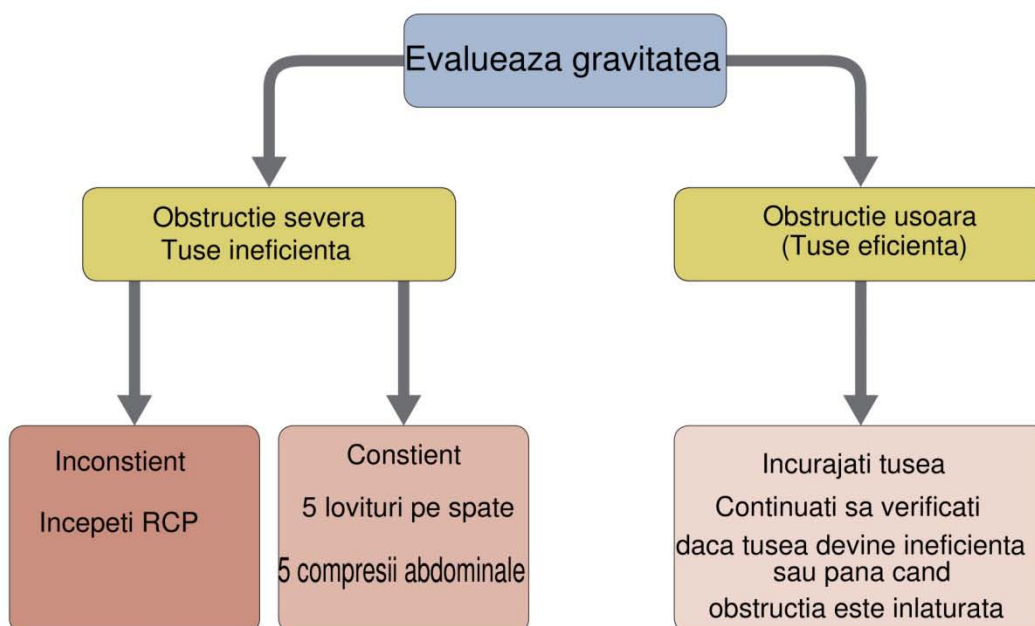 Evalueaza gravitatea
Obstructie severa
Tuse ineficienta
Obstructie usoara
(Tuse eficienta)
Inconstient
Incepeti RCP
Constient
5 lovituri pe spate
5 compresii abdominale
Incurajati tusea
Continuati sa verificati
daca tusea devine ineficienta
sau pana cand
obstructia este inlaturata